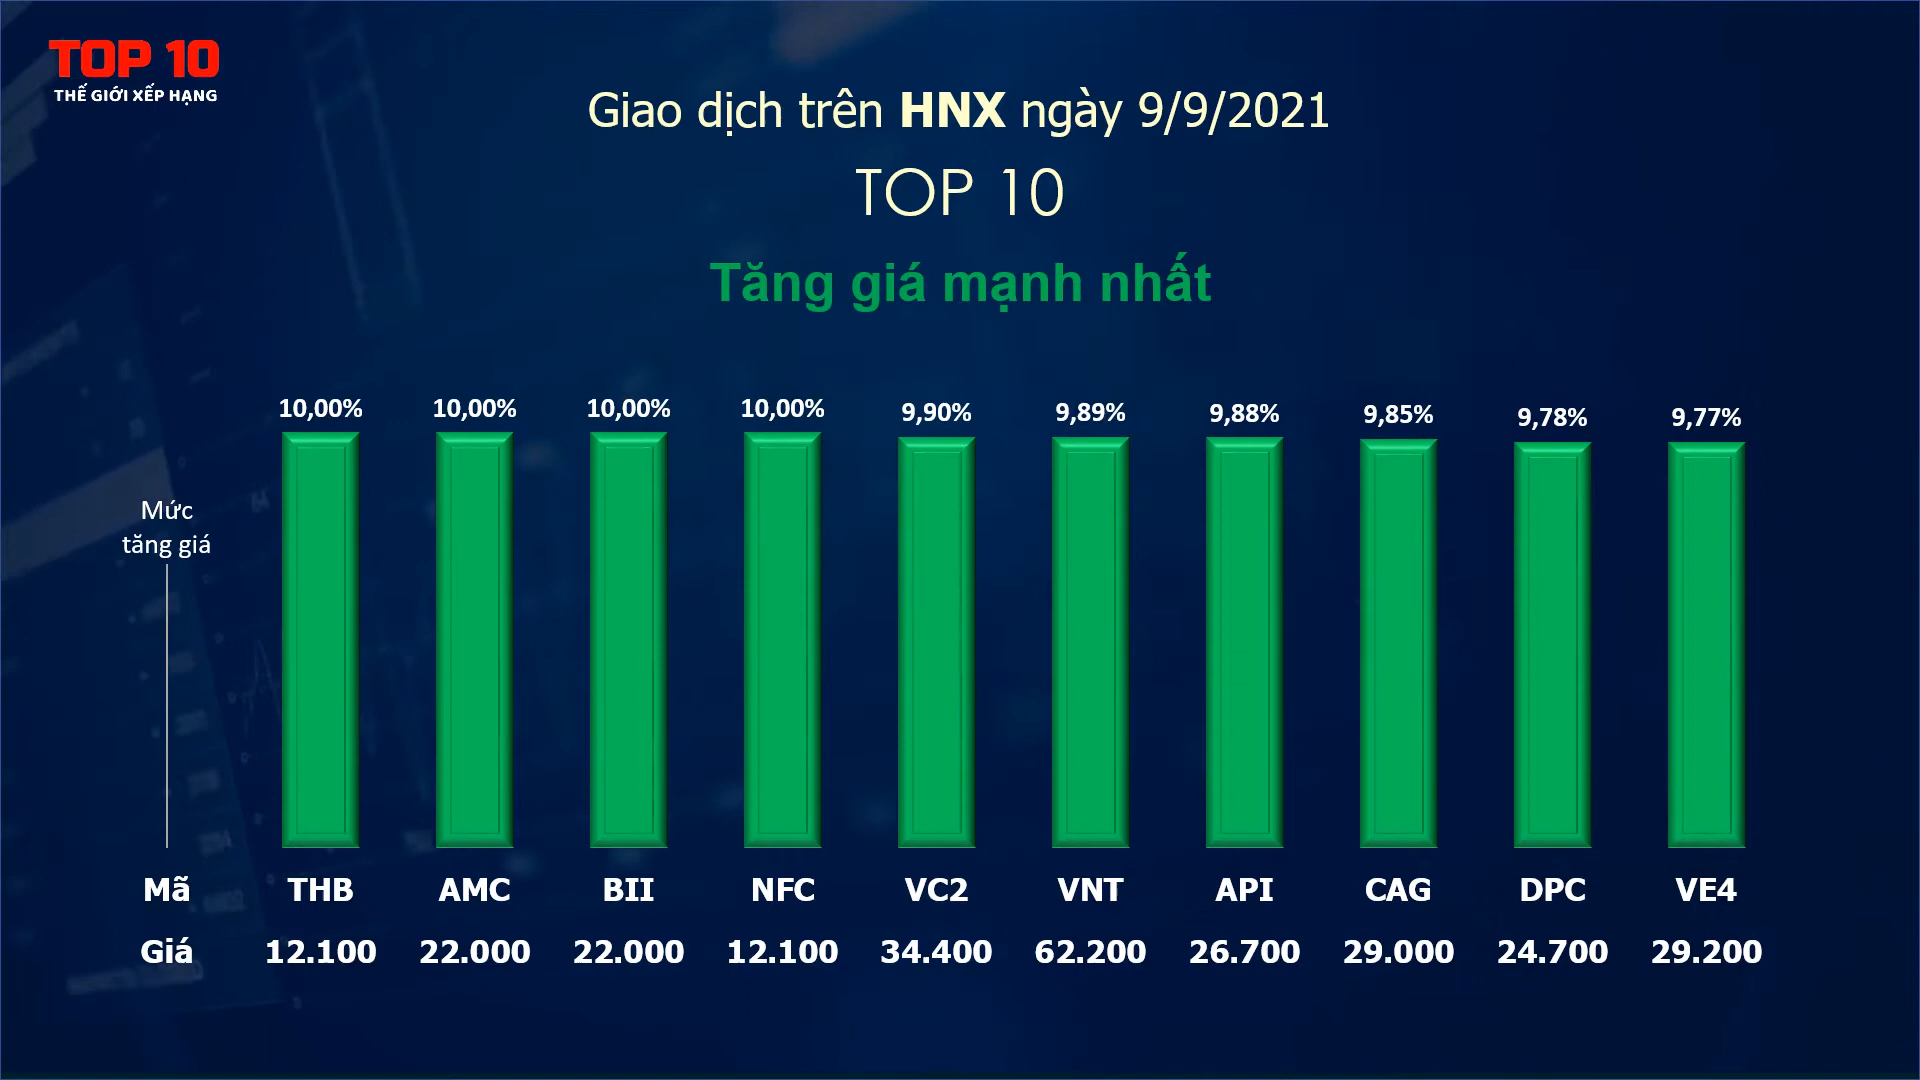 TOP 10
THẾ GIỚI XẾP HẠNG
Giao dịch trên HNX ngày 9/9/2021
TOP 10
Tăng giá mạnh nhất
10,00% 10,00% 10,00% 10,00% 9,90% 9,89% 9,88% 9,85% 9,78% 9,77%
Mức
tăng giá
Mã THB AMC BII NFC VC2 VNT API CAG DPC VE4
Giá 12.100 22.000 22.000 12.100 34.400 62.200 26.700 29.000 24.700 29.200